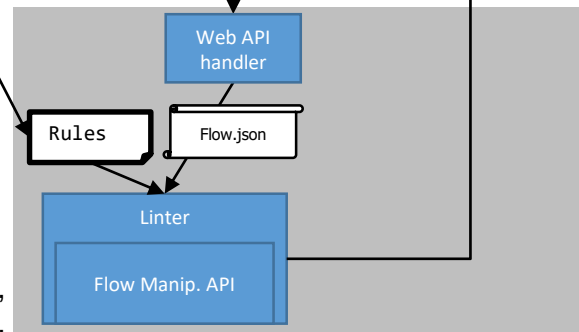 Web API
handler
Rules
Flow.json
Linter
Flow Manip. API